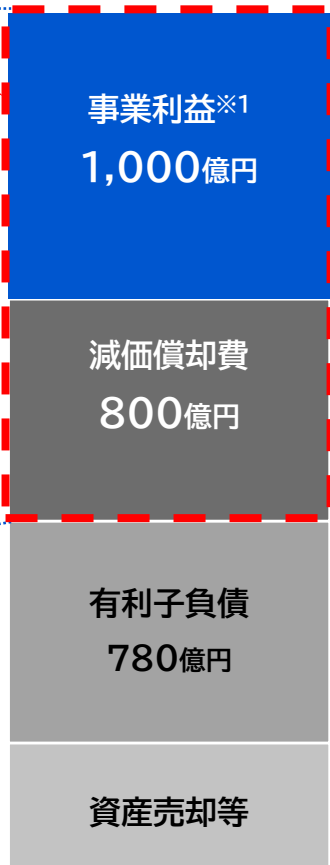 事業利益※1
1,000億円
減価償却費
800億円
有利子負債
780億円
資産売却等